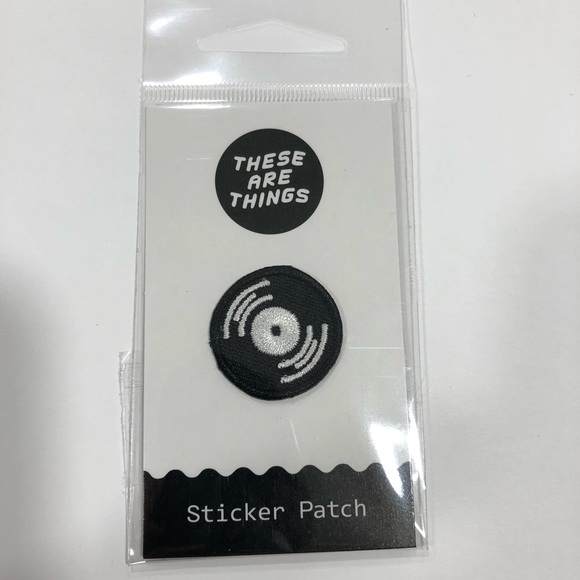 THESE
ARE
THINGS
Sticker Patch